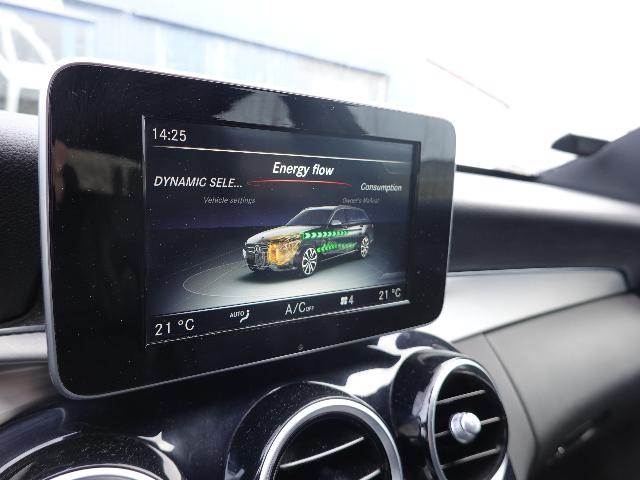 14:25
Energy flow
DYNAMIC SELE...
Consumption
Vehicle settings
Owner's Manual
21 °C
AUTO
A/C OFF
4
21 °C